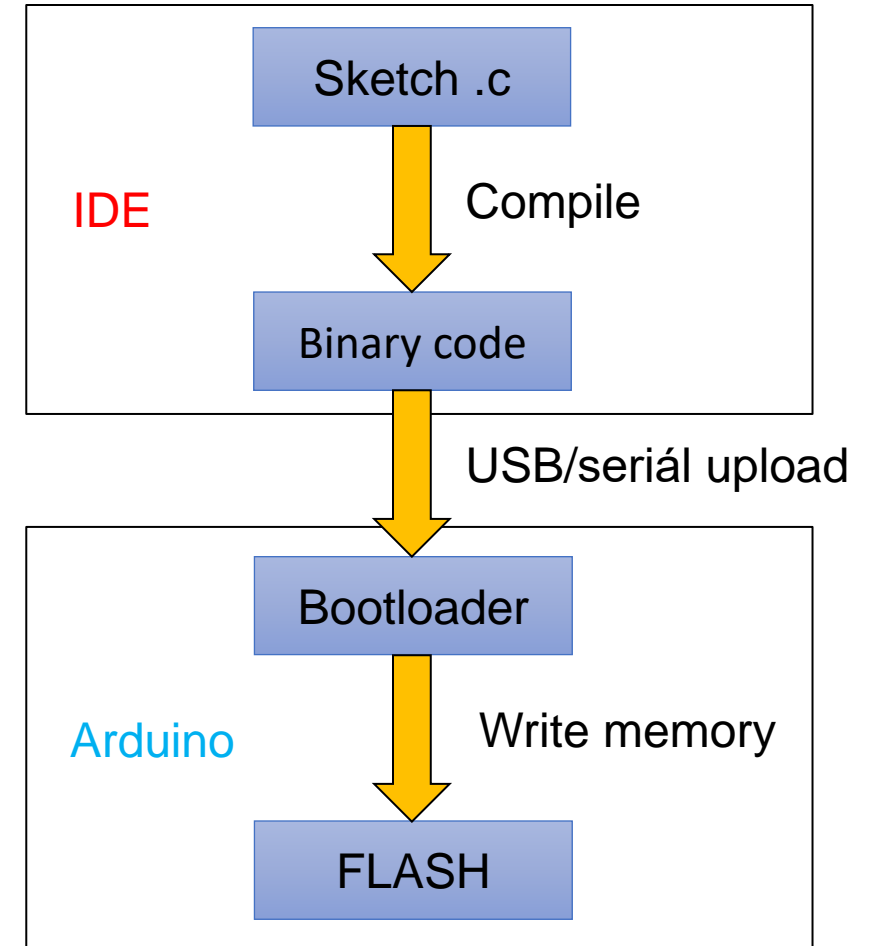 Sketch .c
IDE
Compile
Binary code
USB/seriál upload
Bootloader
Arduino
Write memory
FLASH